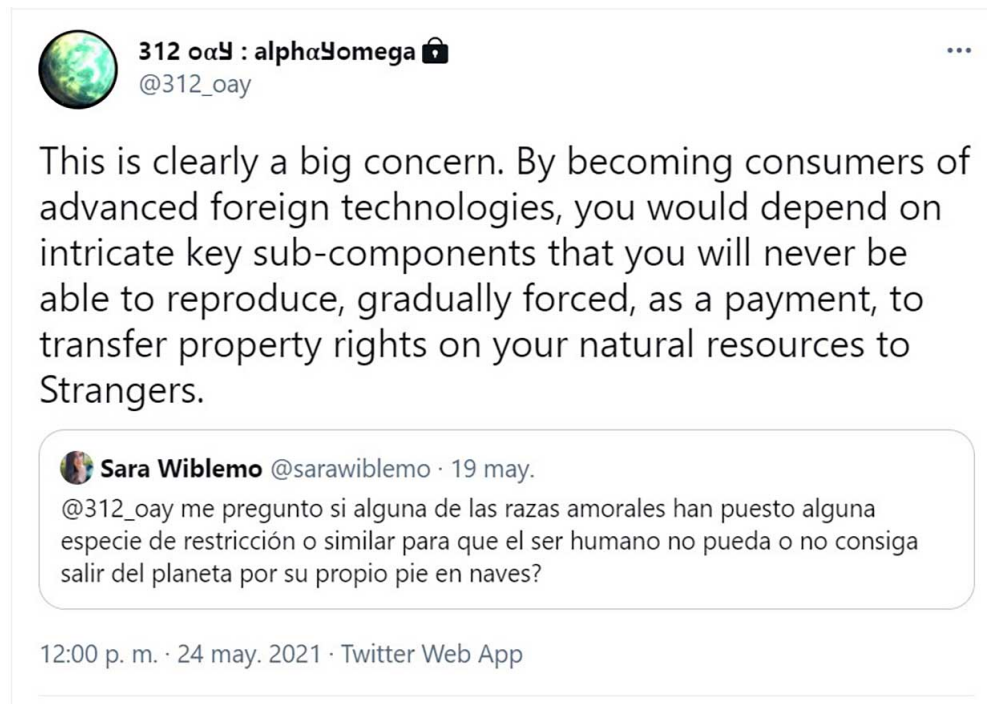 312 oαY : alphαYomega
@312_oay
This is clearly a big concern. By becoming consumers of
advanced foreign technologies, you would depend on
intricate key sub-components that you will never be
able to reproduce, gradually forced, as a payment, to
transfer property rights on your natural resources to
Strangers.
Sara Wiblemo @sarawiblemo · 19 may.
@312_oay me pregunto si alguna de las razas amorales han puesto alguna
especie de restricción o similar para que el ser humano no pueda o no consiga
salir del planeta por su propio pie en naves?
12:00 p. m. · 24 may. 2021 · Twitter Web App